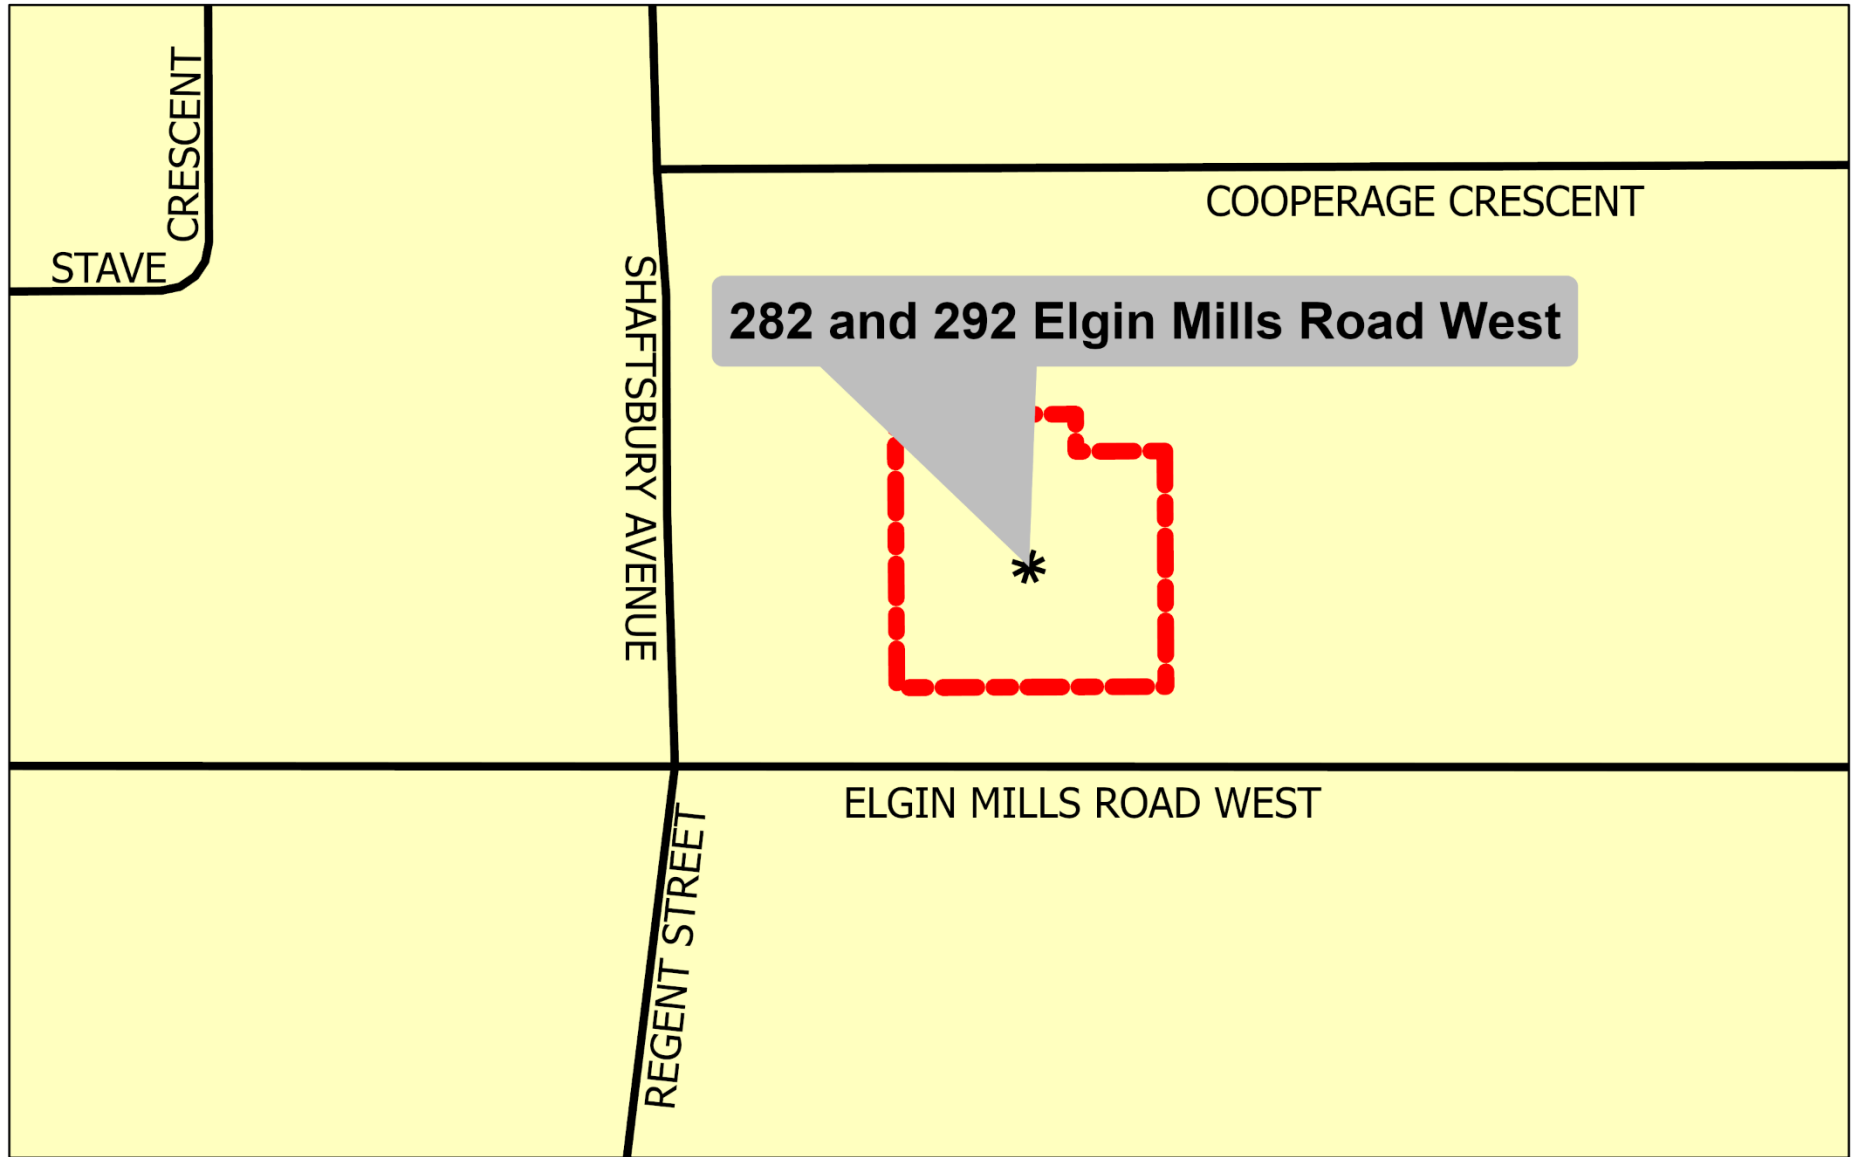 STAVE
CRESCENT
COOPERAGE CRESCENT
SHAFTSBURY AVENUE
282 and 292 Elgin Mills Road West
*
ELGIN MILLS ROAD WEST
REGENT STREET